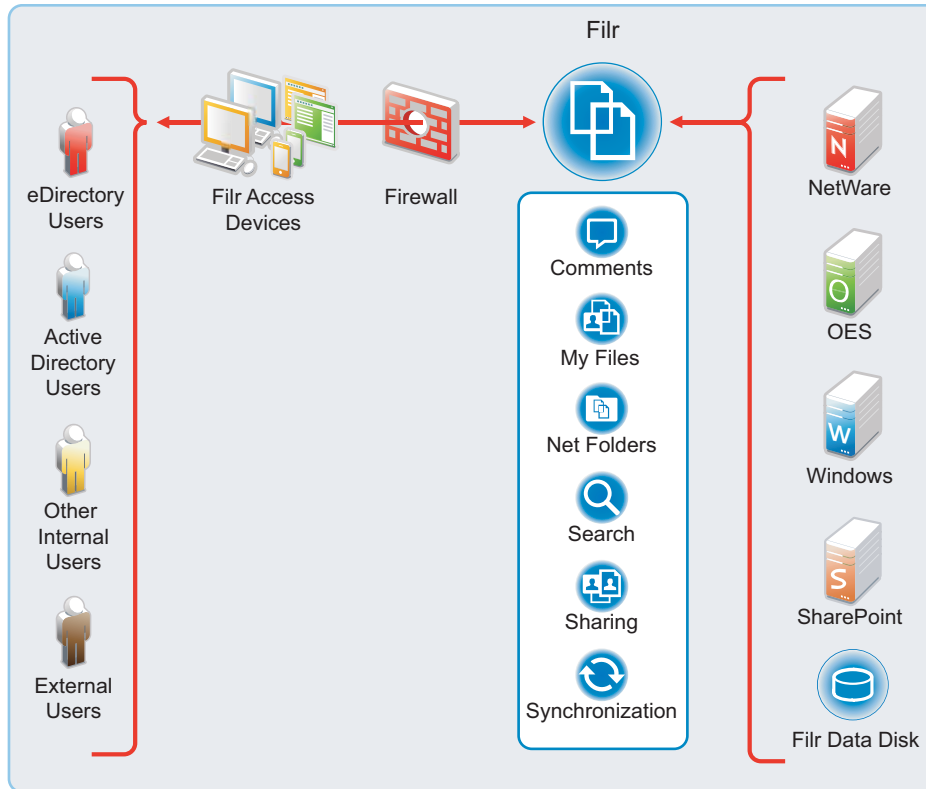 Filr
eDirectory
Users
Filr Access
Devices
Firewall
N
NetWare
Comments
Active
Directory
Users
O
OES
My Files
Net Folders
W
Windows
Other
Internal
Users
Search
S
SharePoint
Sharing
External
Users
Synchronization
Filr Data Disk